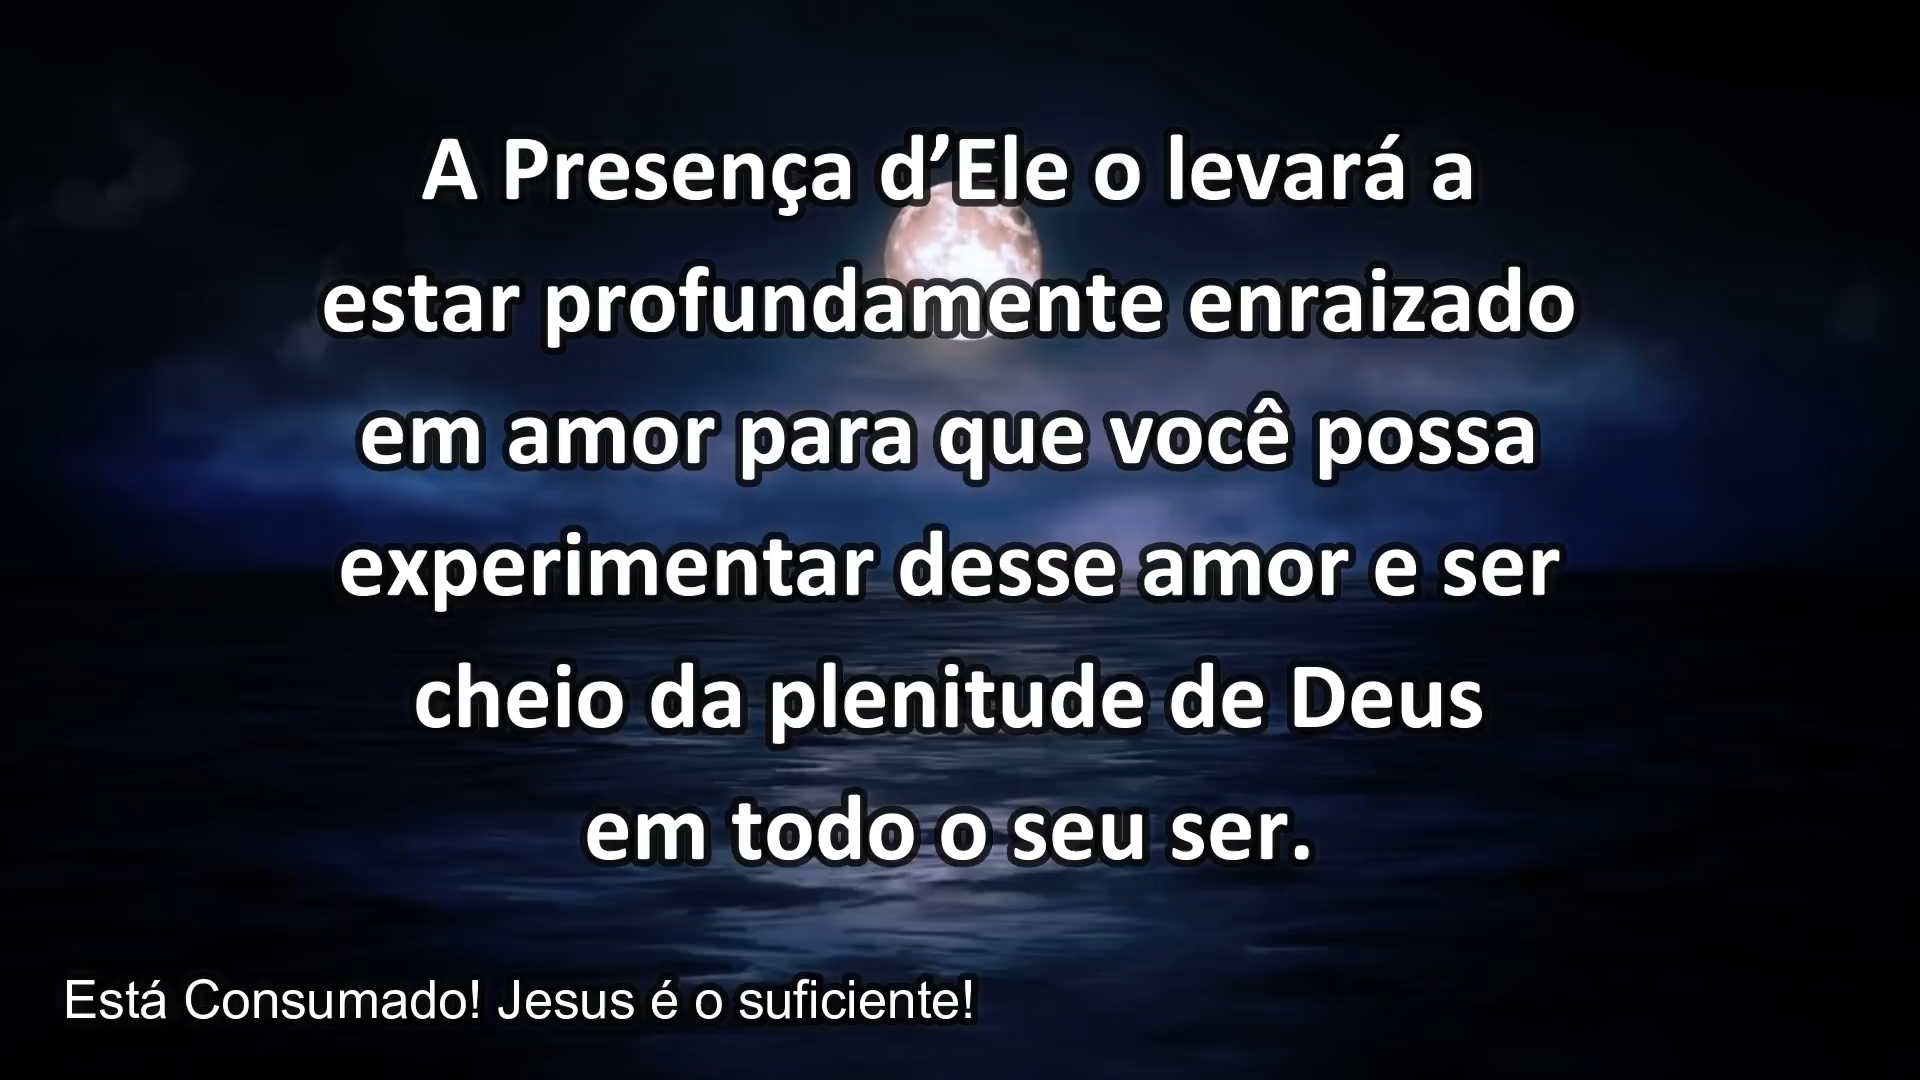 A Presença d’Ele o levará a
estar profundamente enraizado
em amor para que você possa
experimentar desse amor e ser
cheio da plenitude de Deus
em todo o seu ser.
Está Consumado! Jesus é o suficiente!